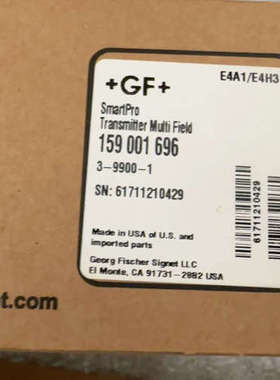 +GF+
E4A1/E4H3
SmartPro
Transmitter Multi Field
159 001 696
3-9900-1
SN: 61711210429
61711210429
Made in USA of U.S. and
imported parts
Georg Fischer Signet LLC
El Monte, CA 91731-2882 USA
et.com